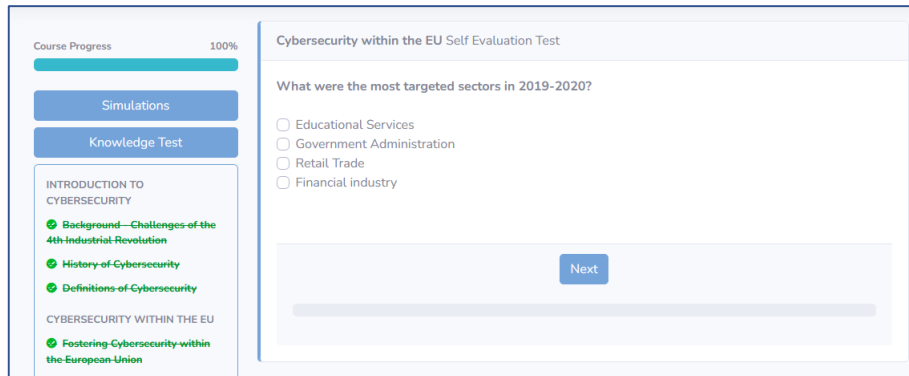 Course Progress 100%
Simulations
Knowledge Test
INTRODUCTION TO
CYBERSECURITY
Background - Challenges of the
4th Industrial Revolution
History of Cybersecurity
Definitions of Cybersecurity
CYBERSECURITY WITHIN THE EU
Fostering Cybersecurity within
the European Union
Cybersecurity within the EU Self Evaluation Test
What were the most targeted sectors in 2019-2020?
Educational Services
Government Administration
Retail Trade
Financial industry
Next